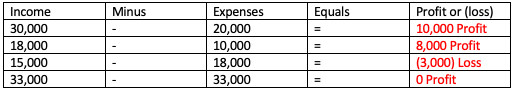 Income Minus Expenses Equals Profit or (loss)
30,000 - 20,000 = 10,000 Profit
18,000 - 10,000 = 8,000 Profit
15,000 - 18,000 = (3,000) Loss
33,000 - 33,000 = 0 Profit